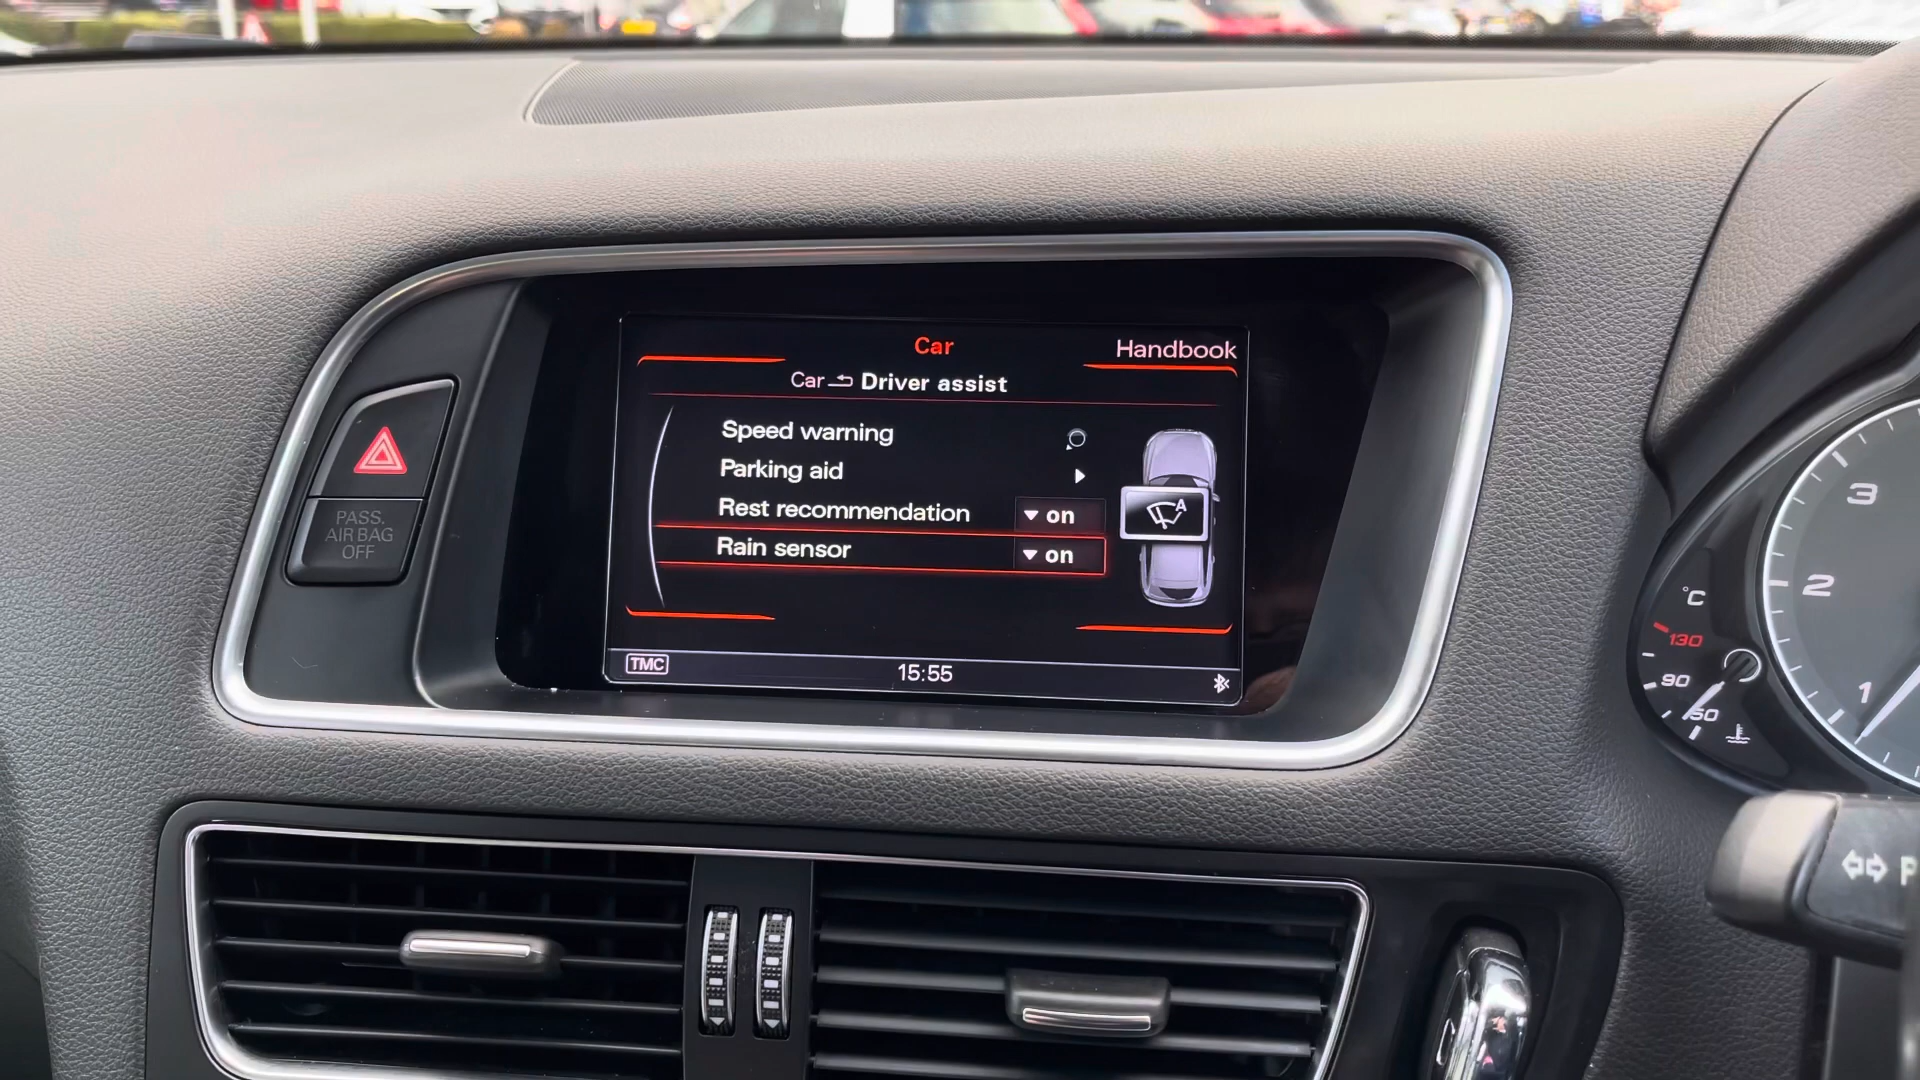 Car
Handbook
Car Driver assist
Speed warning
Parking aid
Rest recommendation on
Rain sensor on
A
TMC
15:55
PASS.
AIR BAG
OFF
°C
130
90
50
3
2
1
P